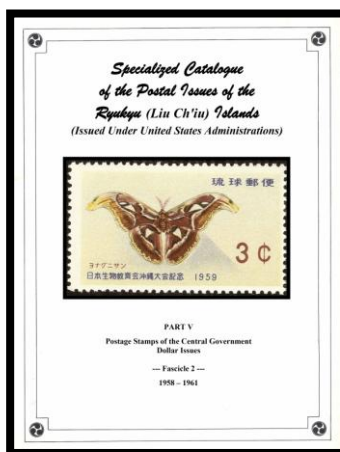 Specialized Catalogue
of the Postal Issues of the
Ryukyu (Liu Ch'iu) Islands
(Issued Under United States Administrations)
琉球郵便
3¢
ヨナグニサン
日本生物教育会沖縄大会記念 1959
PART V
Postage Stamps of the Central Government
Dollar Issues
--- Fascicle 2 ---
1958 – 1961